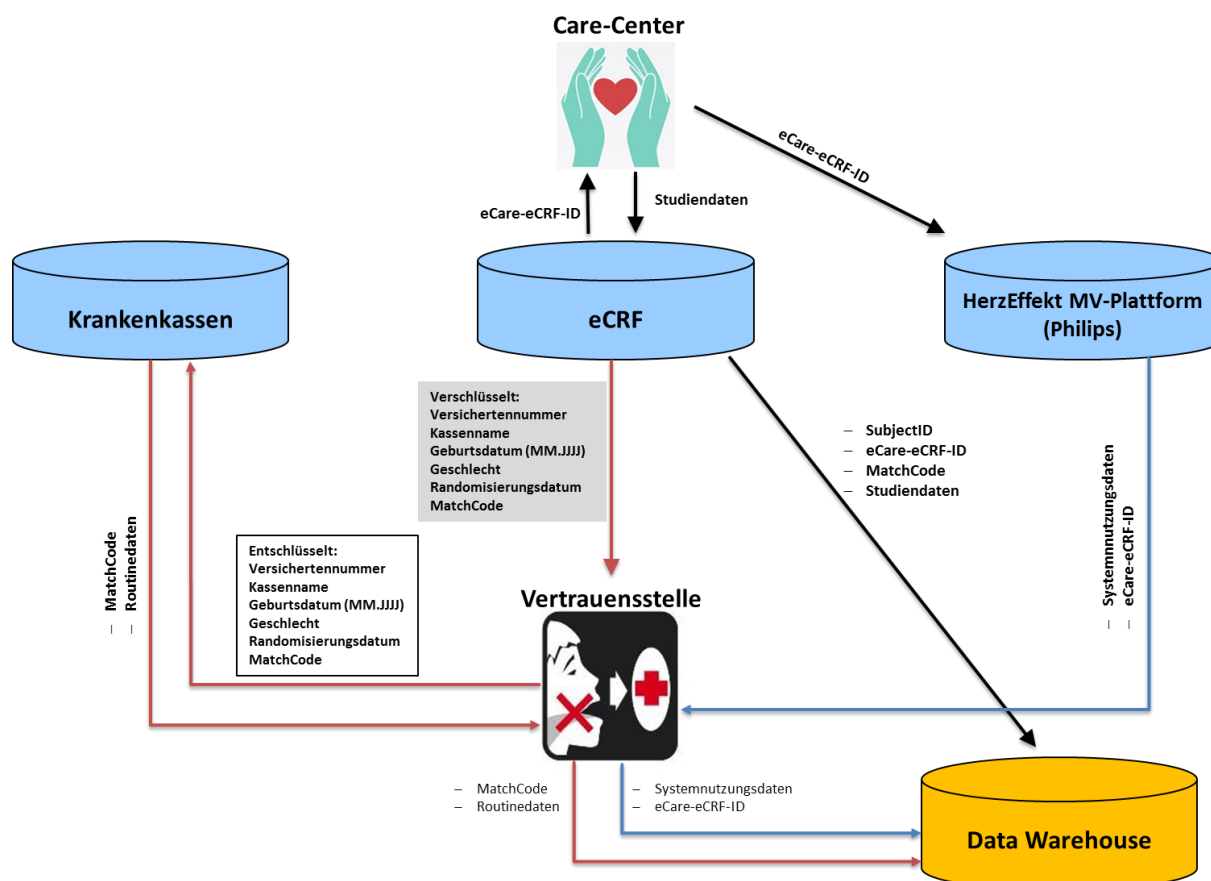 Care-Center
eCare-eCRF-ID
eCare-eCRF-ID
Studiendaten
Krankenkassen
eCRF
HerzEffekt MV-Plattform
(Philips)
Verschlüsselt:
Versichertennummer
Kassenname
Geburtsdatum (MM.JJJJ)
Geschlecht
Randomisierungsdatum
MatchCode
– SubjectID
– eCare-eCRF-ID
– MatchCode
– Studiendaten
– Systemnutzungsdaten
– eCare-eCRF-ID
– MatchCode
– Routinedaten
Entschlüsselt:
Versichertennummer
Kassenname
Geburtsdatum (MM.JJJJ)
Geschlecht
Randomisierungsdatum
MatchCode
Vertrauensstelle
– MatchCode
– Routinedaten
– Systemnutzungsdaten
– eCare-eCRF-ID
Data Warehouse